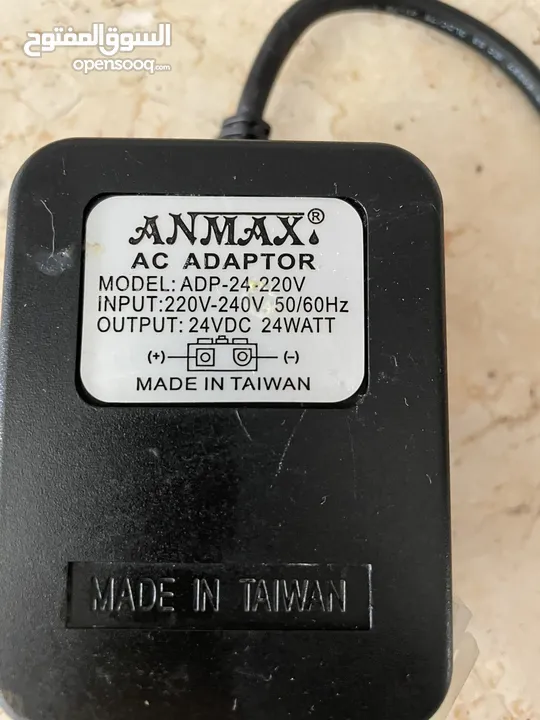 السوق المفتوح
opensooq.com
ANMAX®
AC ADAPTOR
MODEL: ADP-24-220V
INPUT:220V-240V 50/60Hz
OUTPUT: 24VDC 24WATT
(+) (-)
MADE IN TAIWAN
MADE IN TAIWAN